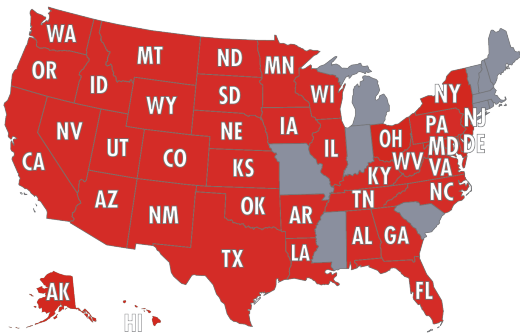 WA
MT
ND
MN
OR
ID
SD
WI
NY
WY
IA
NE
PA
NJ
NV
UT
CO
IL
OH
MD
DE
CA
KS
WV
VA
KY
AZ
NM
OK
AR
TN
NC
TX
LA
AL
GA
FL
AK
HI